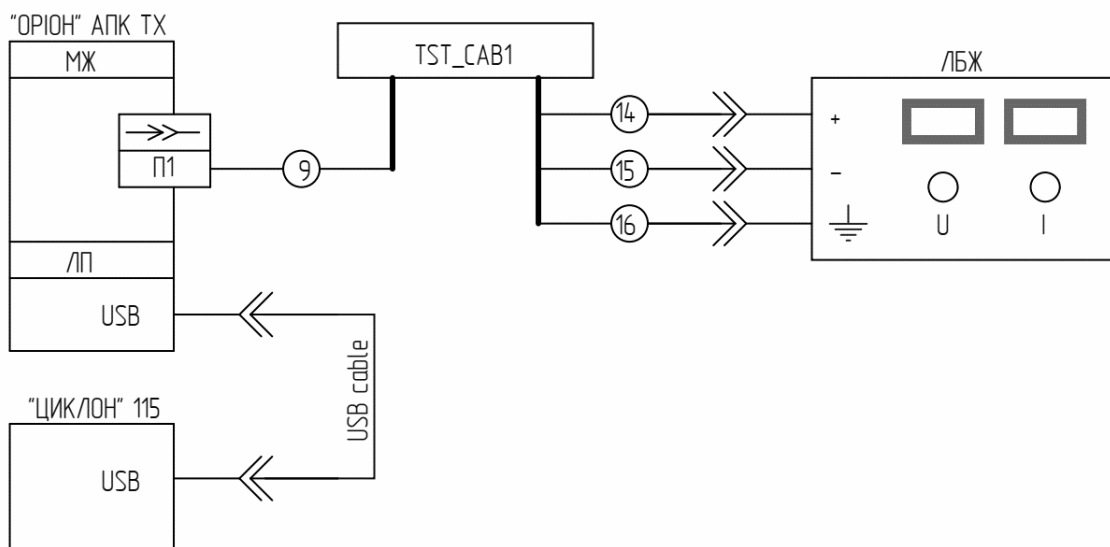 "ОРІОН" АПК ТХ
МЖ
П1
9
ЛП
USB
TST_CAB1
14
15
16
ЛБЖ
+
−
U
I
USB cable
"ЦИКЛОН" 115
USB